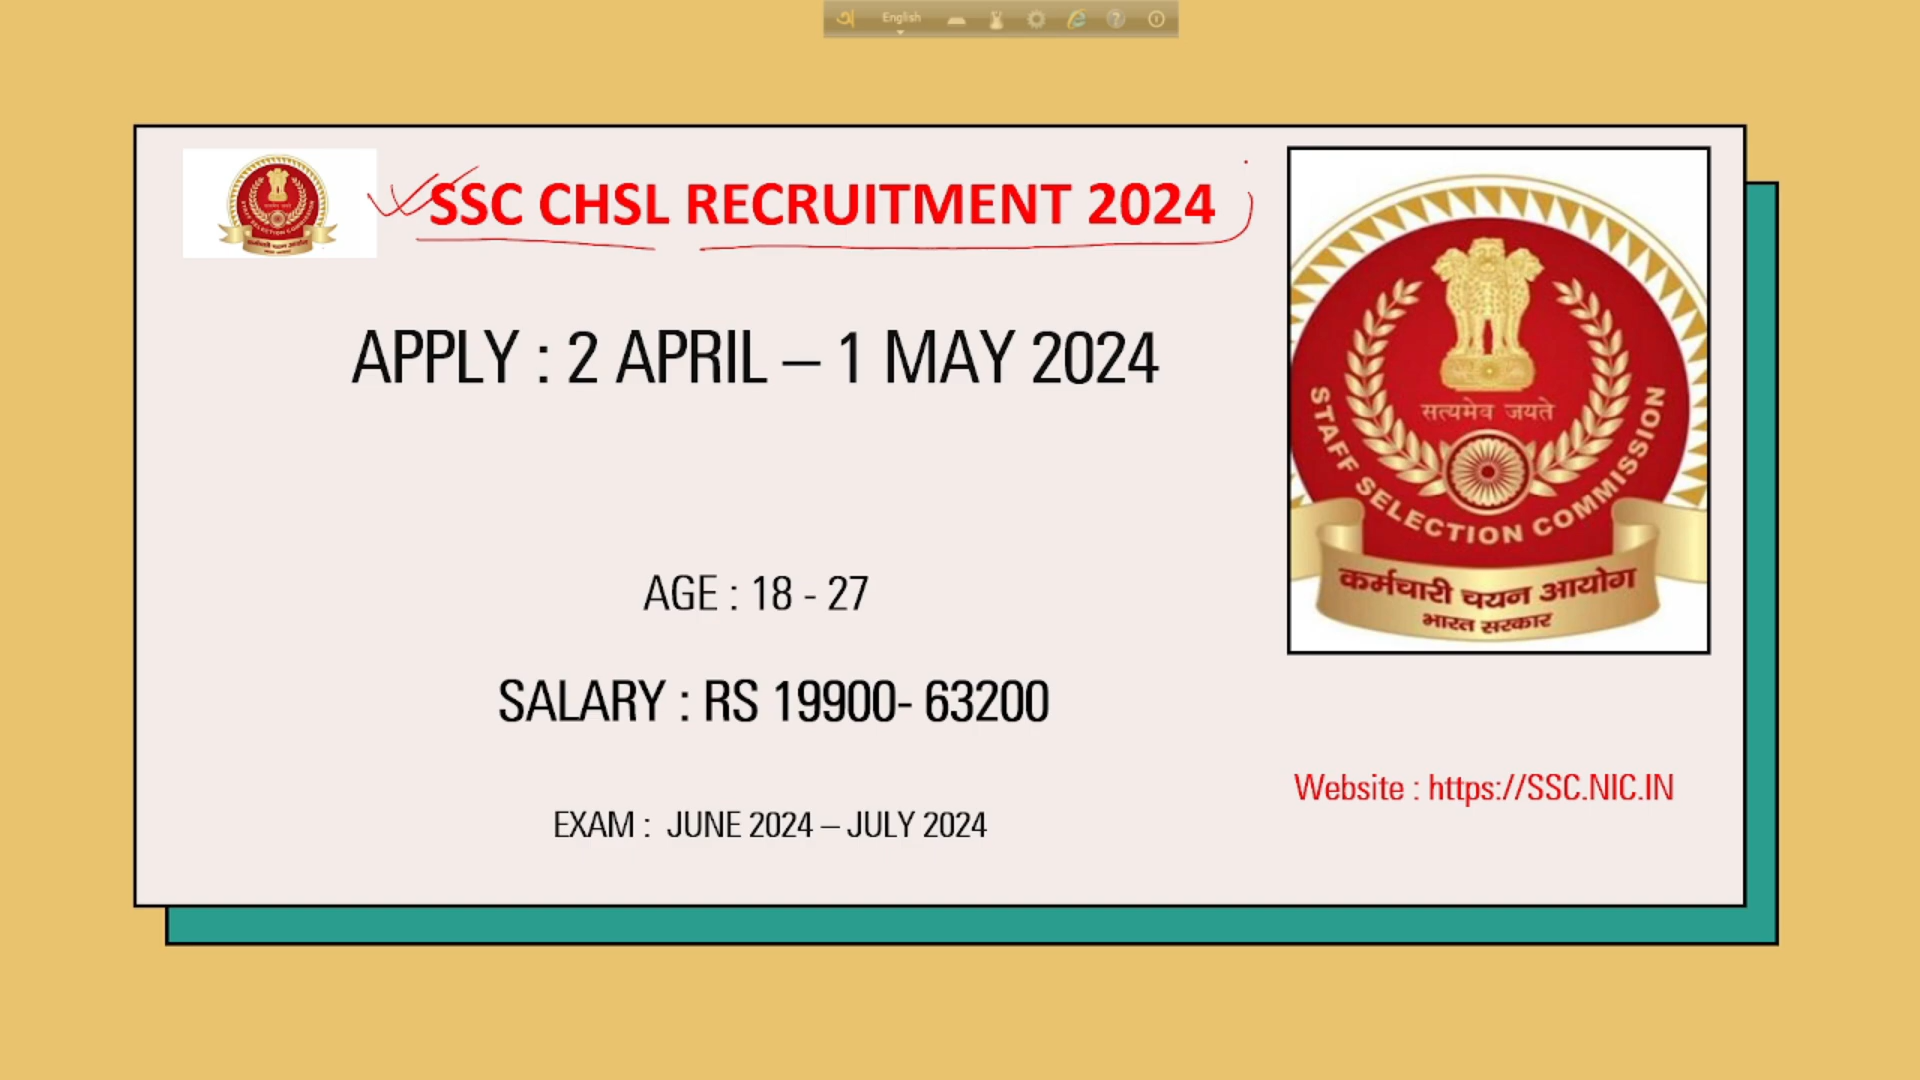 English
SSC CHSL RECRUITMENT 2024
APPLY : 2 APRIL – 1 MAY 2024
AGE : 18 - 27
SALARY : RS 19900- 63200
EXAM : JUNE 2024 – JULY 2024
सत्यमेव जयते
STAFF SELECTION COMMISSION
कर्मचारी चयन आयोग
भारत सरकार
Website : https://SSC.NIC.IN